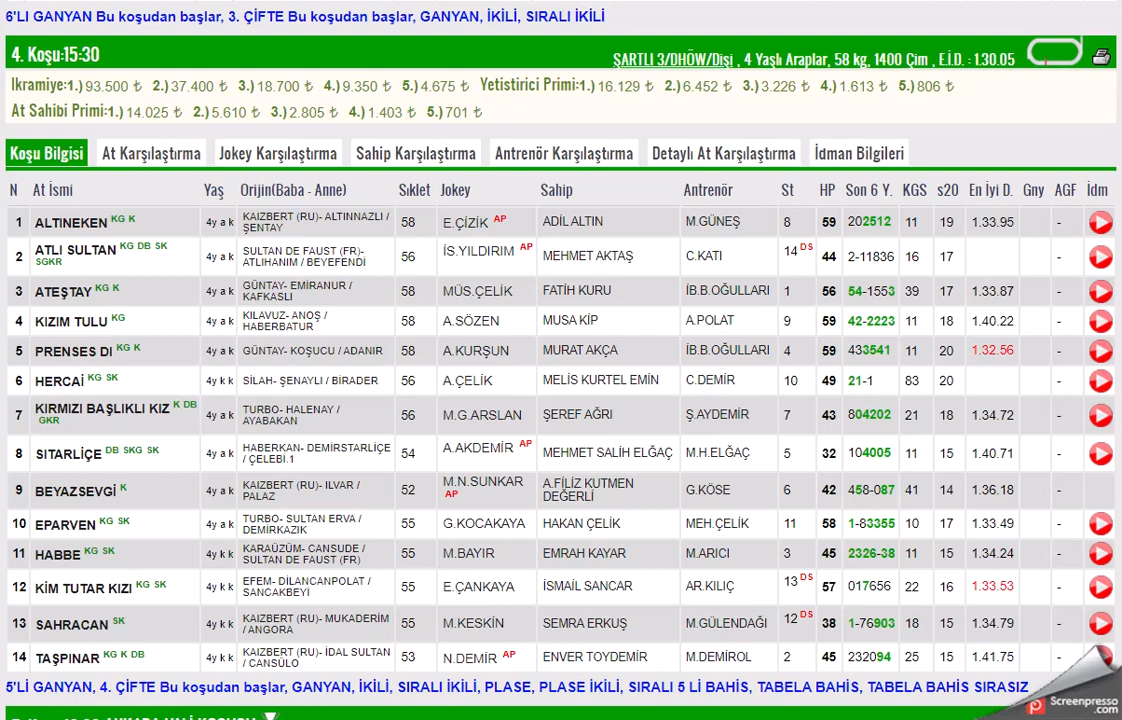 6'LI GANYAN Bu koşudan başlar, 3. ÇİFTE Bu koşudan başlar, GANYAN, İKİLİ, SIRALI İKİLİ
4. Koşu:15:30 ŞARTLI 3/DHÖW/Dişi , 4 Yaşlı Araplar, 58 kg, 1400 Çim , E.İ.D. : 1.30.05
Ikramiye:1.) 93.500 ₺ 2.) 37.400 ₺ 3.) 18.700 ₺ 4.) 9.350 ₺ 5.) 4.675 ₺ Yetistirici Primi:1.) 16.129 ₺ 2.) 6.452 ₺ 3.) 3.226 ₺ 4.) 1.613 ₺ 5.) 806 ₺
At Sahibi Primi:1.) 14.025 ₺ 2.) 5.610 ₺ 3.) 2.805 ₺ 4.) 1.403 ₺ 5.) 701 ₺
Koşu Bilgisi At Karşılaştırma Jokey Karşılaştırma Sahip Karşılaştırma Antrenör Karşılaştırma Detaylı At Karşılaştırma İdman Bilgileri
N At İsmi Yaş Orijin(Baba - Anne) Sıklet Jokey Sahip Antrenör St HP Son 6 Y. KGS s20 En İyi D. Gny AGF İdm
1 ALTINEKEN KG K 4y a k KAIZBERT (RU)- ALTINNAZLI / ŞENTAY 58 E.ÇİZİK AP ADİL ALTIN M.GÜNEŞ 8 59 202512 11 19 1.33.95 -
2 ATLI SULTAN KG DB SK SGKR 4y a k SULTAN DE FAUST (FR)- ATLIHANIM / BEYEFENDİ 56 İS.YILDIRIM AP MEHMET AKTAŞ C.KATI 14 DS 44 2-11836 16 17 -
3 ATEŞTAY KG K 4y a k GÜNTAY- EMİRANUR / KAFKASLI 58 MÜS.ÇELİK FATİH KURU İB.B.OĞULLARI 1 56 54-1553 39 17 1.33.87 -
4 KIZIM TULU KG 4y a k KILAVUZ- ANOŞ / HABERBATUR 58 A.SÖZEN MUSA KİP A.POLAT 9 59 42-2223 11 18 1.40.22 -
5 PRENSES DI KG K 4y a k GÜNTAY- KOŞUCU / ADANIR 58 A.KURŞUN MURAT AKÇA İB.B.OĞULLARI 4 59 433541 11 20 1.32.56 -
6 HERCAİ KG SK 4y k k SİLAH- ŞENAYLI / BİRADER 56 A.ÇELİK MELİS KURTEL EMİN C.DEMİR 10 49 21-1 83 20 -
7 KIRMIZI BAŞLIKLI KIZ K DB GKR 4y a k TURBO- HALENAY / AYABAKAN 56 M.G.ARSLAN ŞEREF AĞRI Ş.AYDEMİR 7 43 804202 21 18 1.34.72 -
8 SITARLİÇE DB SKG SK 4y a k HABERKAN- DEMİRSTARLİÇE / ÇELEBİ.1 54 A.AKDEMİR AP MEHMET SALİH ELĞAÇ M.H.ELĞAÇ 5 32 104005 11 15 1.40.71 -
9 BEYAZSEVGİ K 4y a k KAIZBERT (RU)- ILVAR / PALAZ 52 M.N.SUNKAR AP A.FİLİZ KUTMEN DEĞERLİ G.KÖSE 6 42 458-087 41 14 1.36.18 -
10 EPARVEN KG SK 4y a k TURBO- SULTAN ERVA / DEMİRKAZIK 55 G.KOCAKAYA HAKAN ÇELİK MEH.ÇELİK 11 58 1-83355 10 17 1.33.49 -
11 HABBE KG SK 4y k k KARAÜZÜM- CANSUDE / SULTAN DE FAUST (FR) 55 M.BAYIR EMRAH KAYAR M.ARICI 3 45 2326-38 11 15 1.34.24 -
12 KİM TUTAR KIZI KG SK 4y k k EFEM- DİLANCANPOLAT / SANCAKBEYİ 55 E.ÇANKAYA İSMAİL SANCAR AR.KILIÇ 13 DS 57 017656 22 16 1.33.53 -
13 SAHRACAN SK 4y k k KAIZBERT (RU)- MUKADERİM / ANGORA 55 M.KESKİN SEMRA ERKUŞ M.GÜLENDAĞI 12 DS 38 1-76903 18 15 1.34.79 -
14 TAŞPINAR KG K DB 4y k k KAIZBERT (RU)- İDAL SULTAN / CANSÜLO 53 N.DEMİR AP ENVER TOYDEMİR M.DEMİROL 2 45 232094 25 15 1.41.75 -
5'Lİ GANYAN, 4. ÇİFTE Bu koşudan başlar, GANYAN, İKİLİ, SIRALI İKİLİ, PLASE, PLASE İKİLİ, SIRALI 5 Lİ BAHİS, TABELA BAHİS, TABELA BAHİS SIRASIZ
Screenpresso
.com